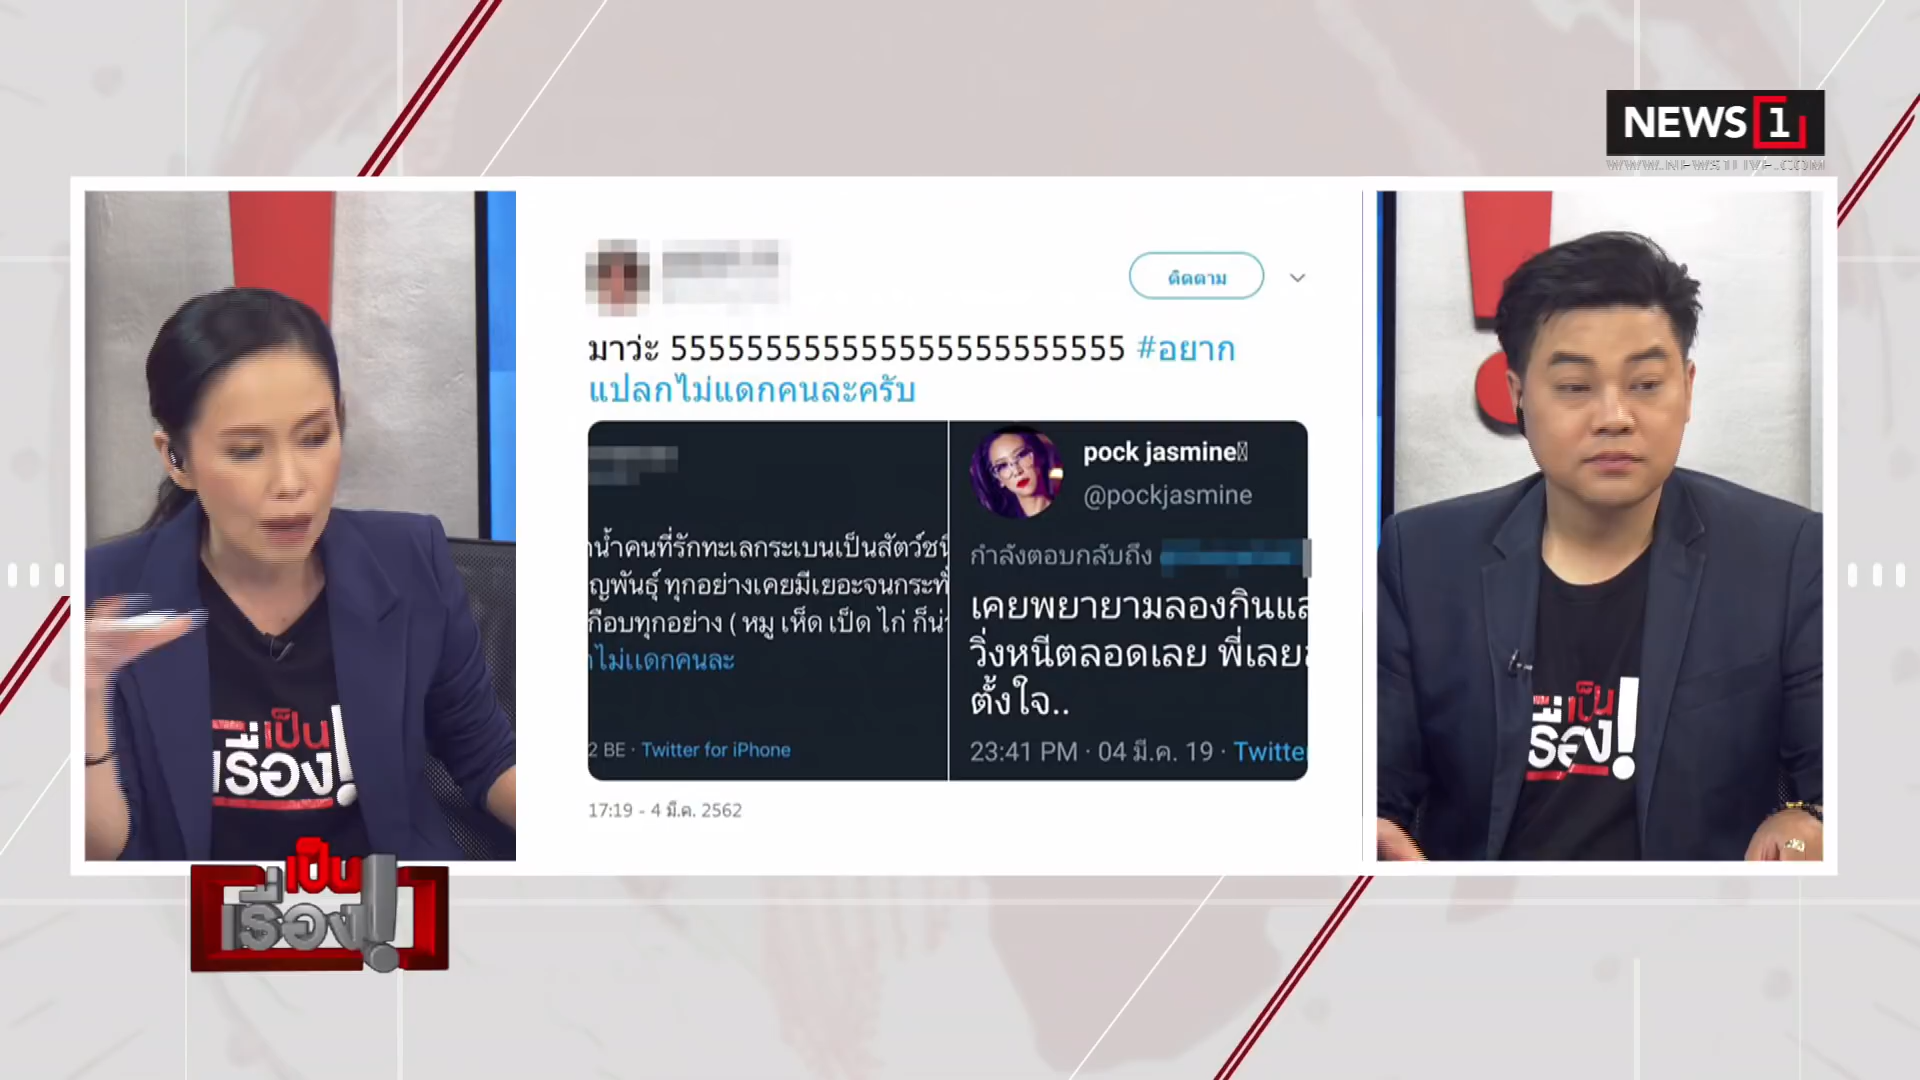 NEWS 1
WWW.NEWS1LIVE.COM
ติดตาม
มาว่ะ 5555555555555555555555555 #อยาก
แปลกไม่แดกคนละครับ
น้ำคนที่รักทะเลกระเบนเป็นสัตว์ชนิ
ญพันธุ์ ทุกอย่างเคยมีเยอะจนกระทั่
กือบทุกอย่าง ( หมู เห็ด เป็ด ไก่ ก็น่
ไม่แดกคนละ
2 BE · Twitter for iPhone
pock jasmine
@pockjasmine
กำลังตอบกลับถึง
เคยพยายามลองกินแล
วิ่งหนีตลอดเลย พี่เลย
ตั้งใจ..
23:41 PM · 04 มี.ค. 19 · Twitter
17:19 - 4 มี.ค. 2562
เป็น
เรื่อง!
เป็น
เรื่อง!
เป็น
เรื่อง!